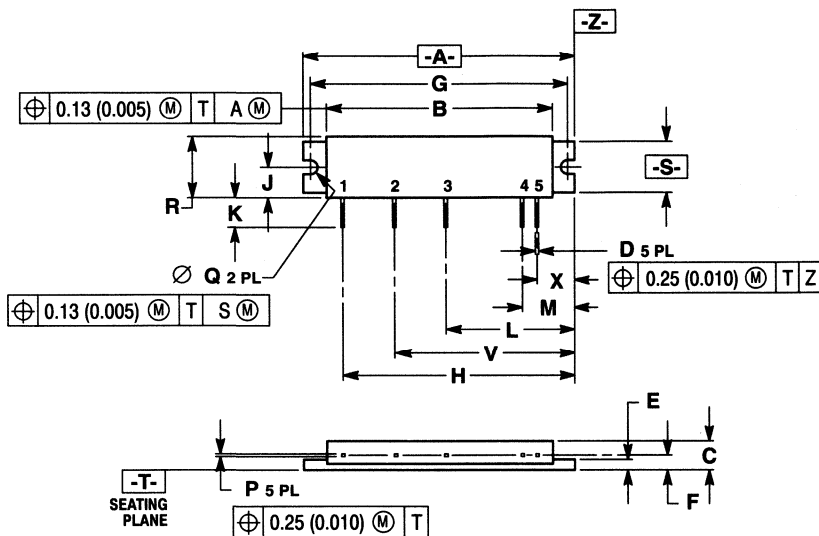 -Z-
-A-
G
⌖ 0.13 (0.005) Ⓜ T A Ⓜ
B
-S-
J
1 2 3 4 5
R
K
D 5 PL
∅ Q 2 PL
X
⌖ 0.25 (0.010) Ⓜ T Z
M
⌖ 0.13 (0.005) Ⓜ T S Ⓜ
L
V
H
E
C
-T-
SEATING
PLANE
P 5 PL
F
⌖ 0.25 (0.010) Ⓜ T